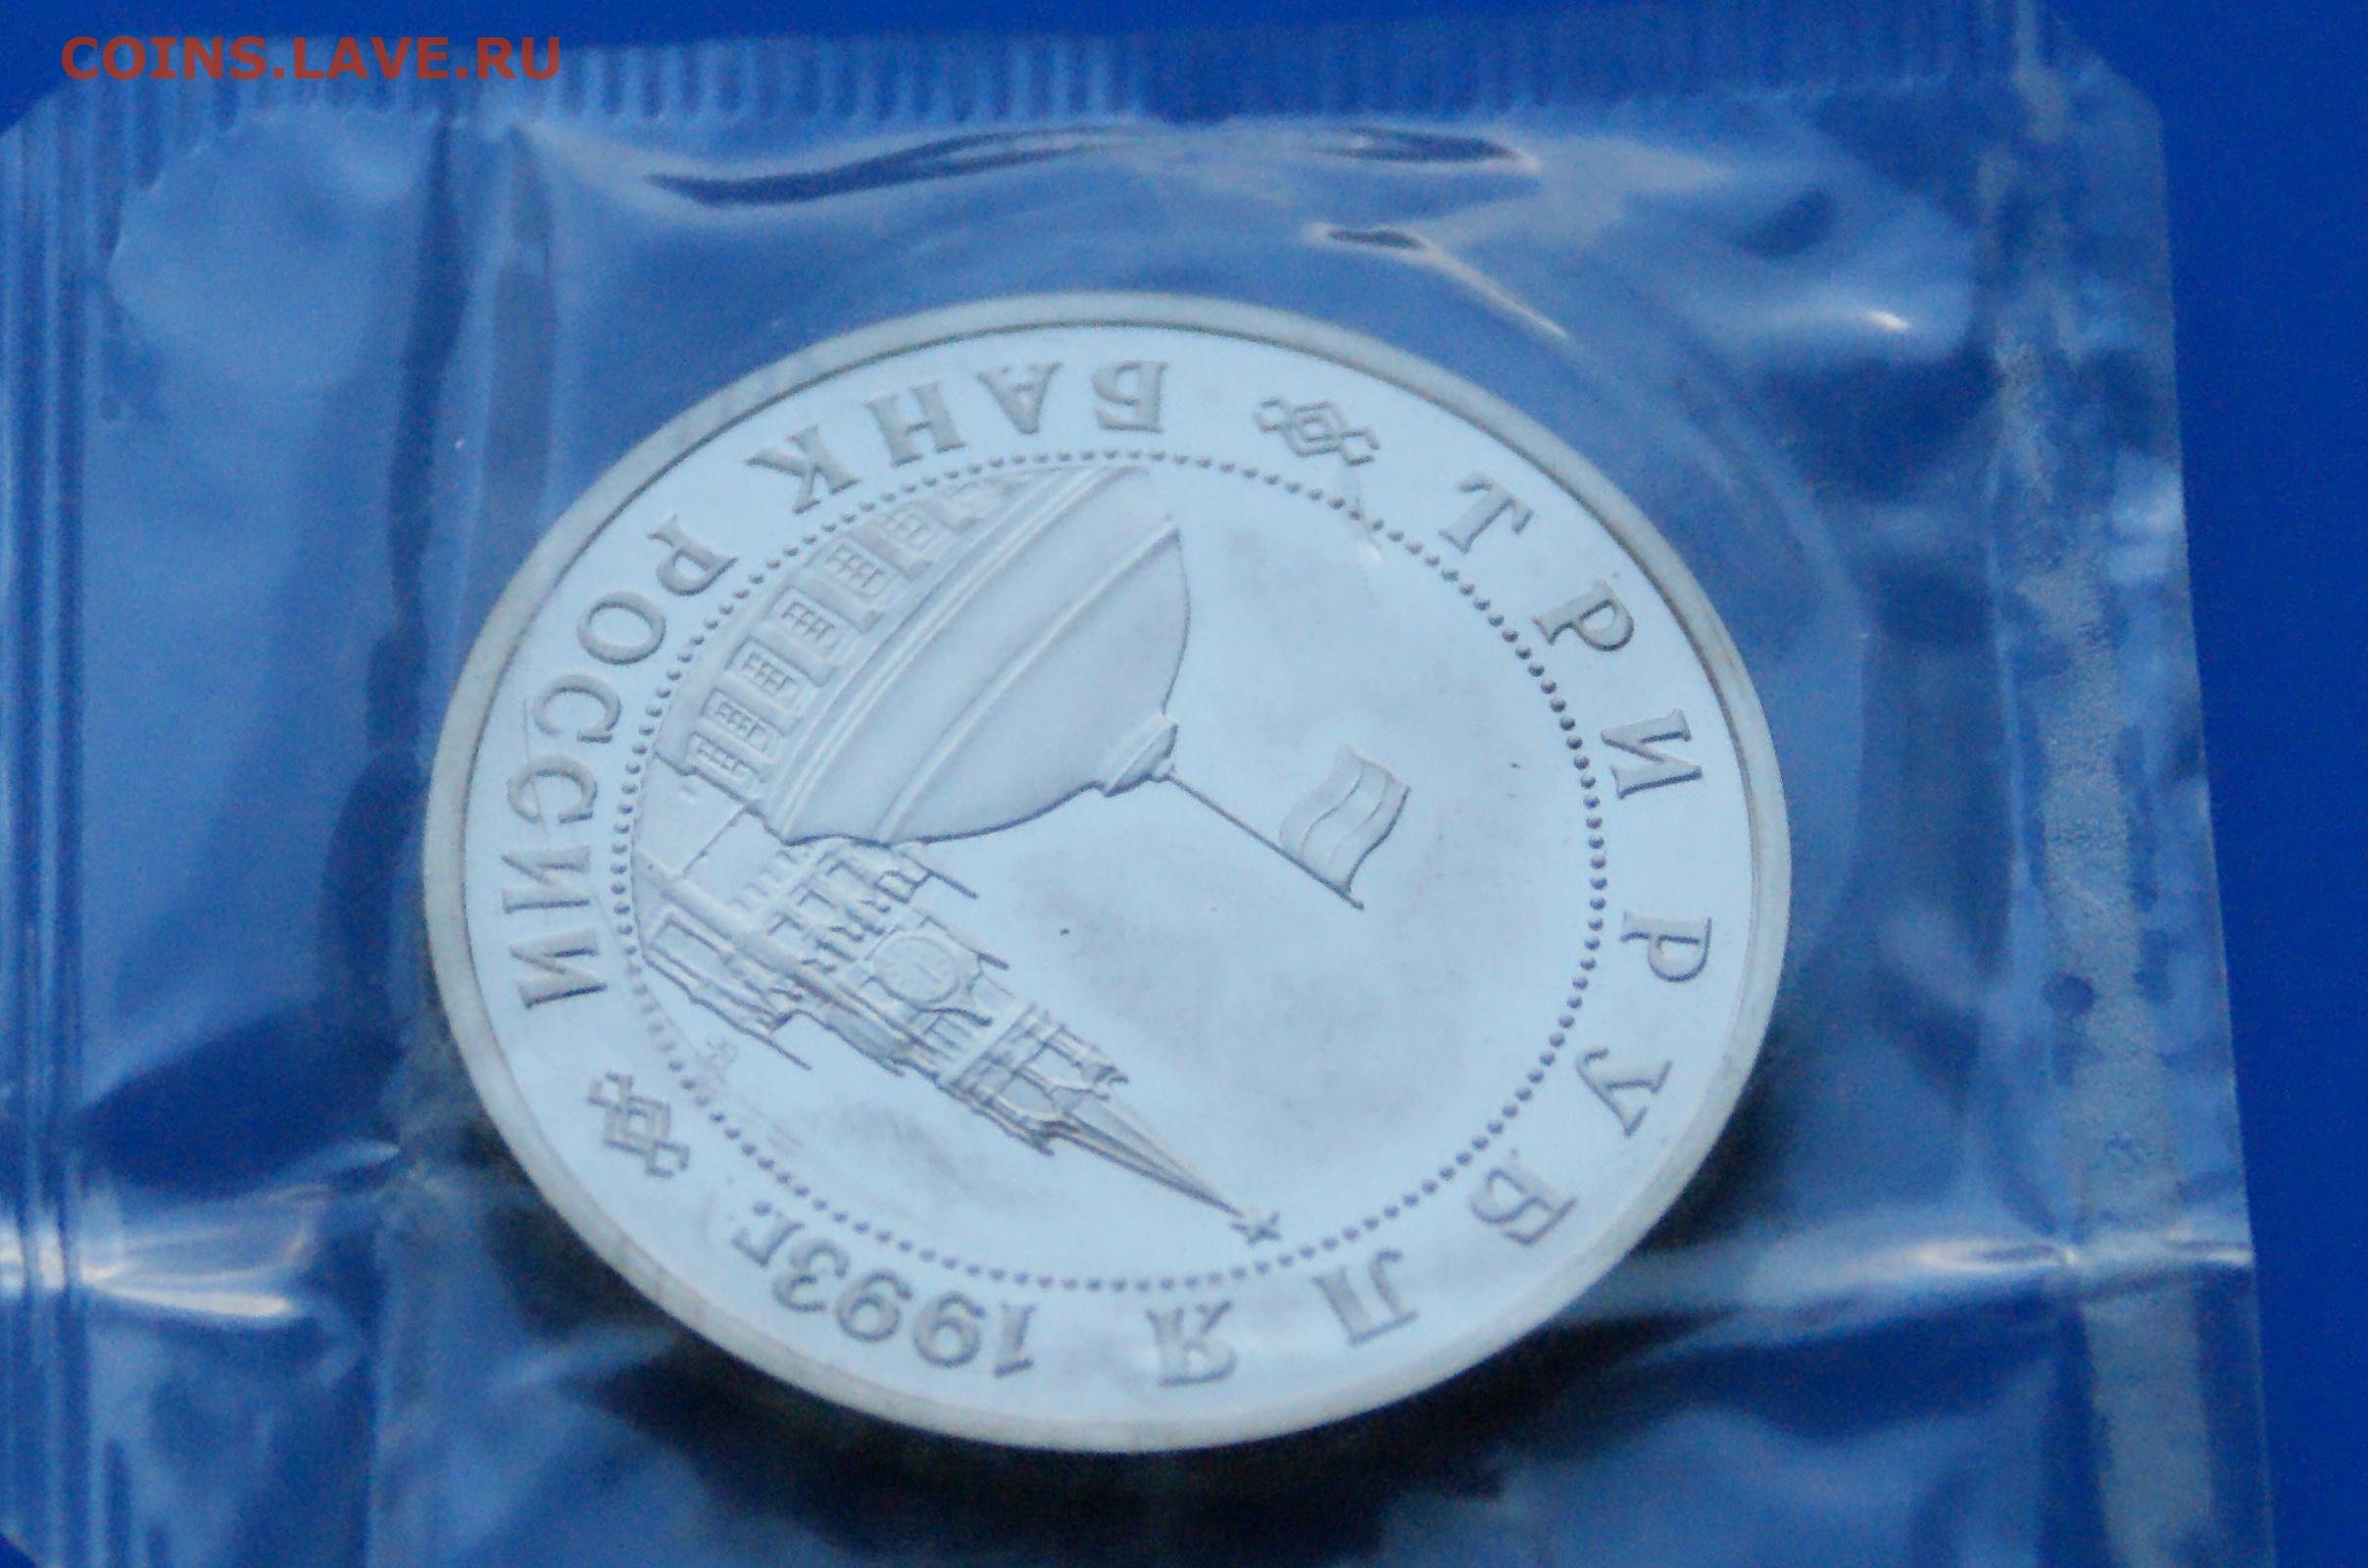 COINS.LAVE.RU
ТРИ РУБЛЯ
1993г.
БАНК РОССИИ